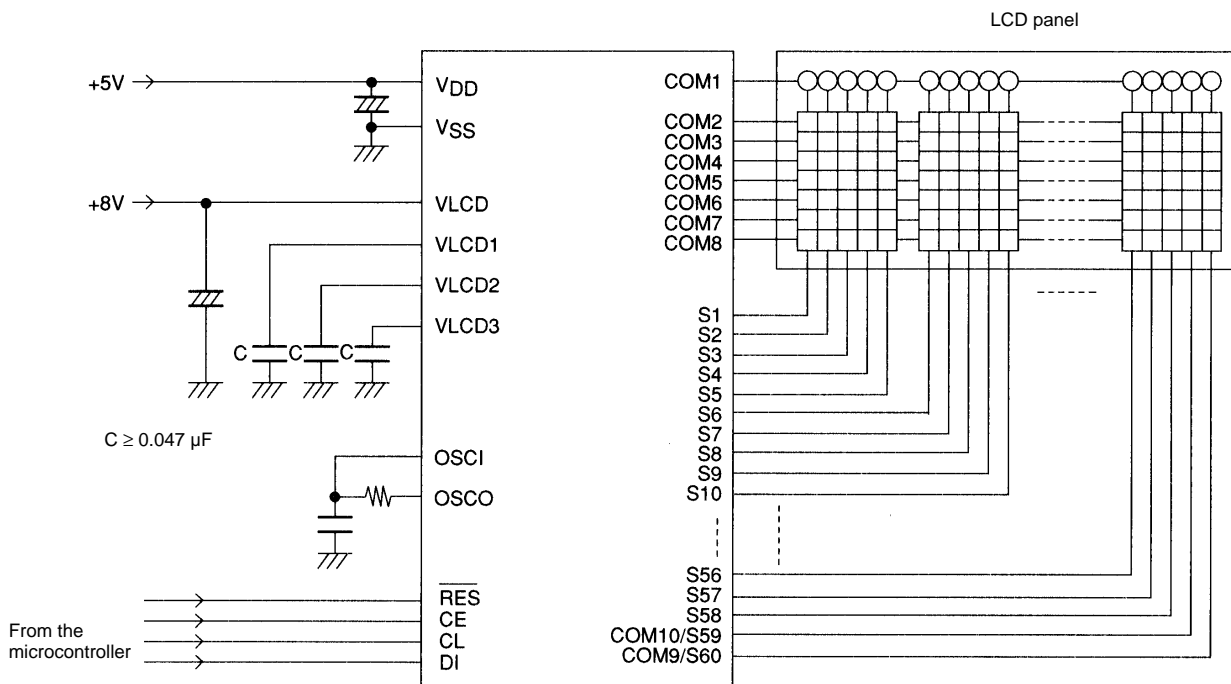 LCD panel
+5V
VDD
VSS
+8V
VLCD
VLCD1
VLCD2
VLCD3
C
C
C
C ≥ 0.047 µF
OSCI
OSCO
From the
microcontroller
RES
CE
CL
DI
COM1
COM2
COM3
COM4
COM5
COM6
COM7
COM8
S1
S2
S3
S4
S5
S6
S7
S8
S9
S10
S56
S57
S58
COM10/S59
COM9/S60